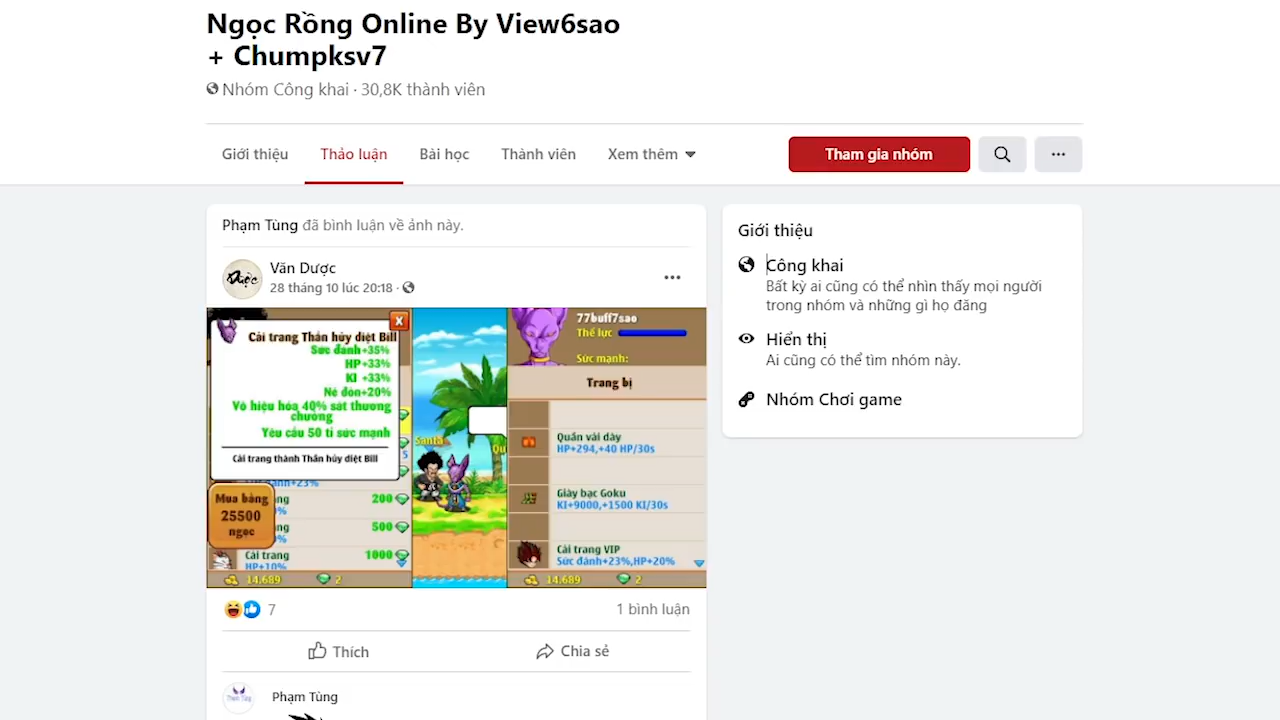 Ngọc Rồng Online By View6sao
+ Chumpksv7
Nhóm Công khai · 30,8K thành viên
Giới thiệu
Thảo luận
Bài học
Thành viên
Xem thêm
Tham gia nhóm
Phạm Tùng đã bình luận về ảnh này.
Văn Dược
28 tháng 10 lúc 20:18 ·
Dược
Cải trang Thần hủy diệt Bill
Sức đánh+35%
HP+33%
KI +33%
Né đòn+20%
Vô hiệu hóa 40% sát thương
chưởng
Yêu cầu 50 tỉ sức mạnh
Cải trang thành Thần hủy diệt Bill
Mua bằng
25500
ngọc
200
500
Cải trang
1000
HP+10%
14.689
2
Santa
77buff7sao
Thể lực
Sức mạnh:
Trang bị
Quần vải dày
HP+294,+40 HP/30s
Giày bạc Goku
KI+9000,+1500 KI/30s
Cải trang VIP
Sức đánh+23%,HP+20%
14.689
2
7
1 bình luận
Thích
Chia sẻ
Phạm Tùng
Giới thiệu
Công khai
Bất kỳ ai cũng có thể nhìn thấy mọi người
trong nhóm và những gì họ đăng
Hiển thị
Ai cũng có thể tìm nhóm này.
Nhóm Chơi game